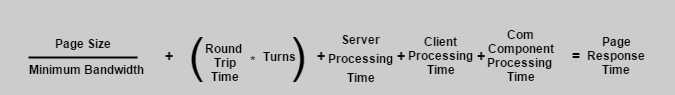 Page Size
Minimum Bandwidth
+
( Round Trip Time * Turns )
+
Server Processing Time
+
Client Processing Time
+
Com Component Processing Time
=
Page Response Time